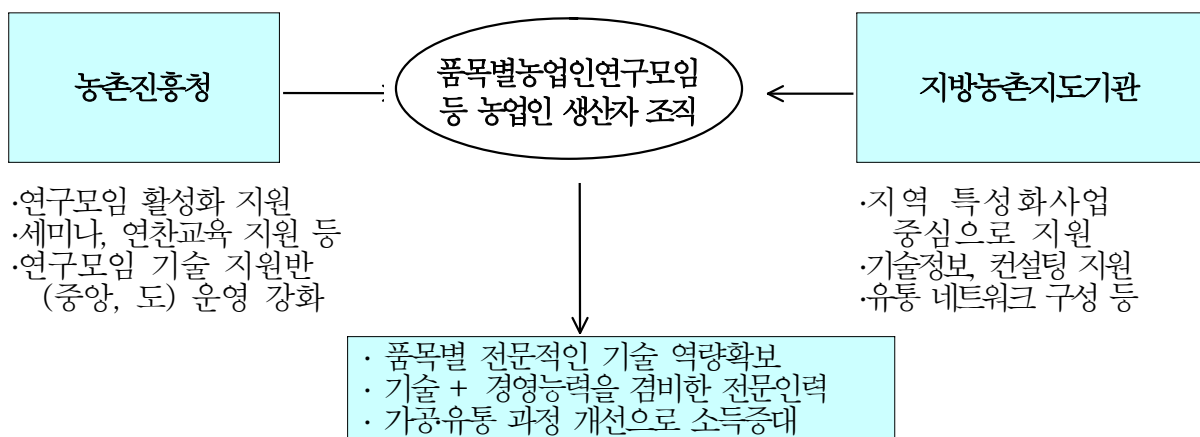 농촌진흥청
품목별농업인연구모임
등 농업인 생산자 조직
지방농촌지도기관
·연구모임 활성화 지원
·세미나, 연찬교육 지원 등
·연구모임 기술 지원반
(중앙, 도) 운영 강화
·지역 특성화사업
중심으로 지원
·기술정보, 컨설팅 지원
·유통 네트워크 구성 등
· 품목별 전문적인 기술 역량확보
· 기술 + 경영능력을 겸비한 전문인력
· 가공·유통 과정 개선으로 소득증대